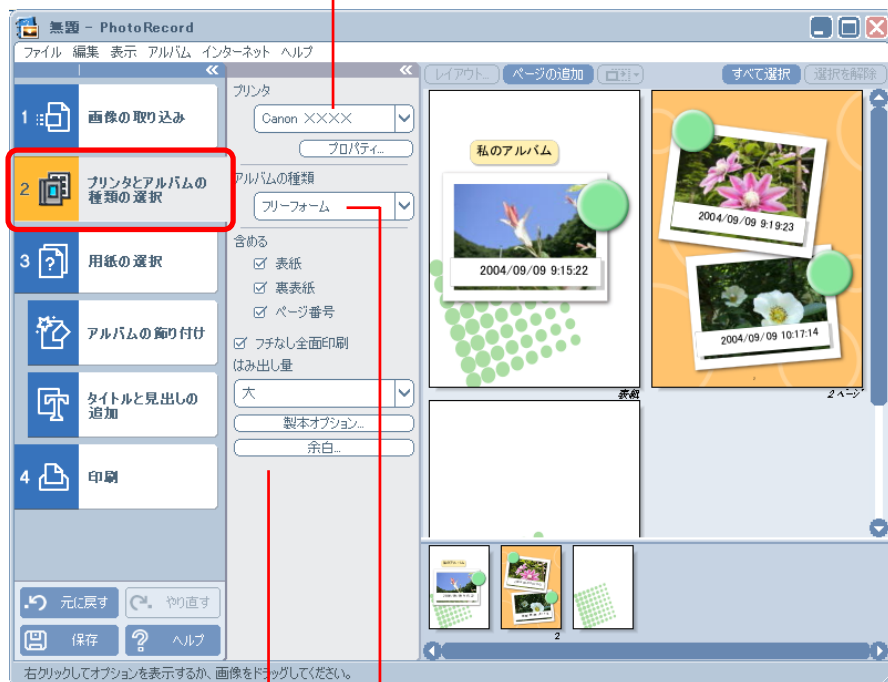 無題 - PhotoRecord
ファイル 編集 表示 アルバム インターネット ヘルプ
1 画像の取り込み
2 プリンタとアルバムの
種類の選択
3 用紙の選択
アルバムの飾り付け
タイトルと見出しの
追加
4 印刷
元に戻す やり直す
保存 ヘルプ
プリンタ
Canon XXXX
プロパティ...
アルバムの種類
フリーフォーム
含める
表紙
裏表紙
ページ番号
フチなし全面印刷
はみ出し量
大
製本オプション...
余白...
レイアウト... ページの追加 すべて選択 選択を解除
私のアルバム
2004/09/09 9:15:22
表紙
2004/09/09 9:19:23
2004/09/09 10:17:14
2ページ
私のアルバム
2
右クリックしてオプションを表示するか、画像をドラッグしてください。